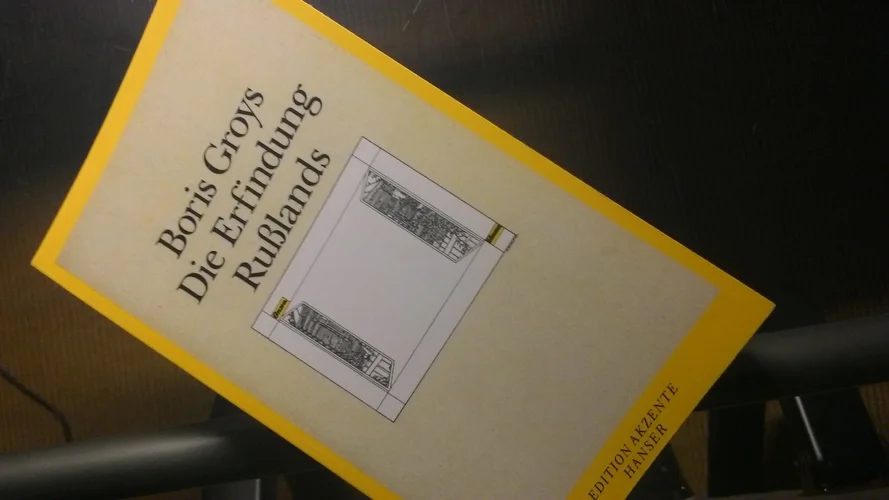 Boris Groys
Die Erfindung
Rußlands
EDITION AKZENTE
HANSER